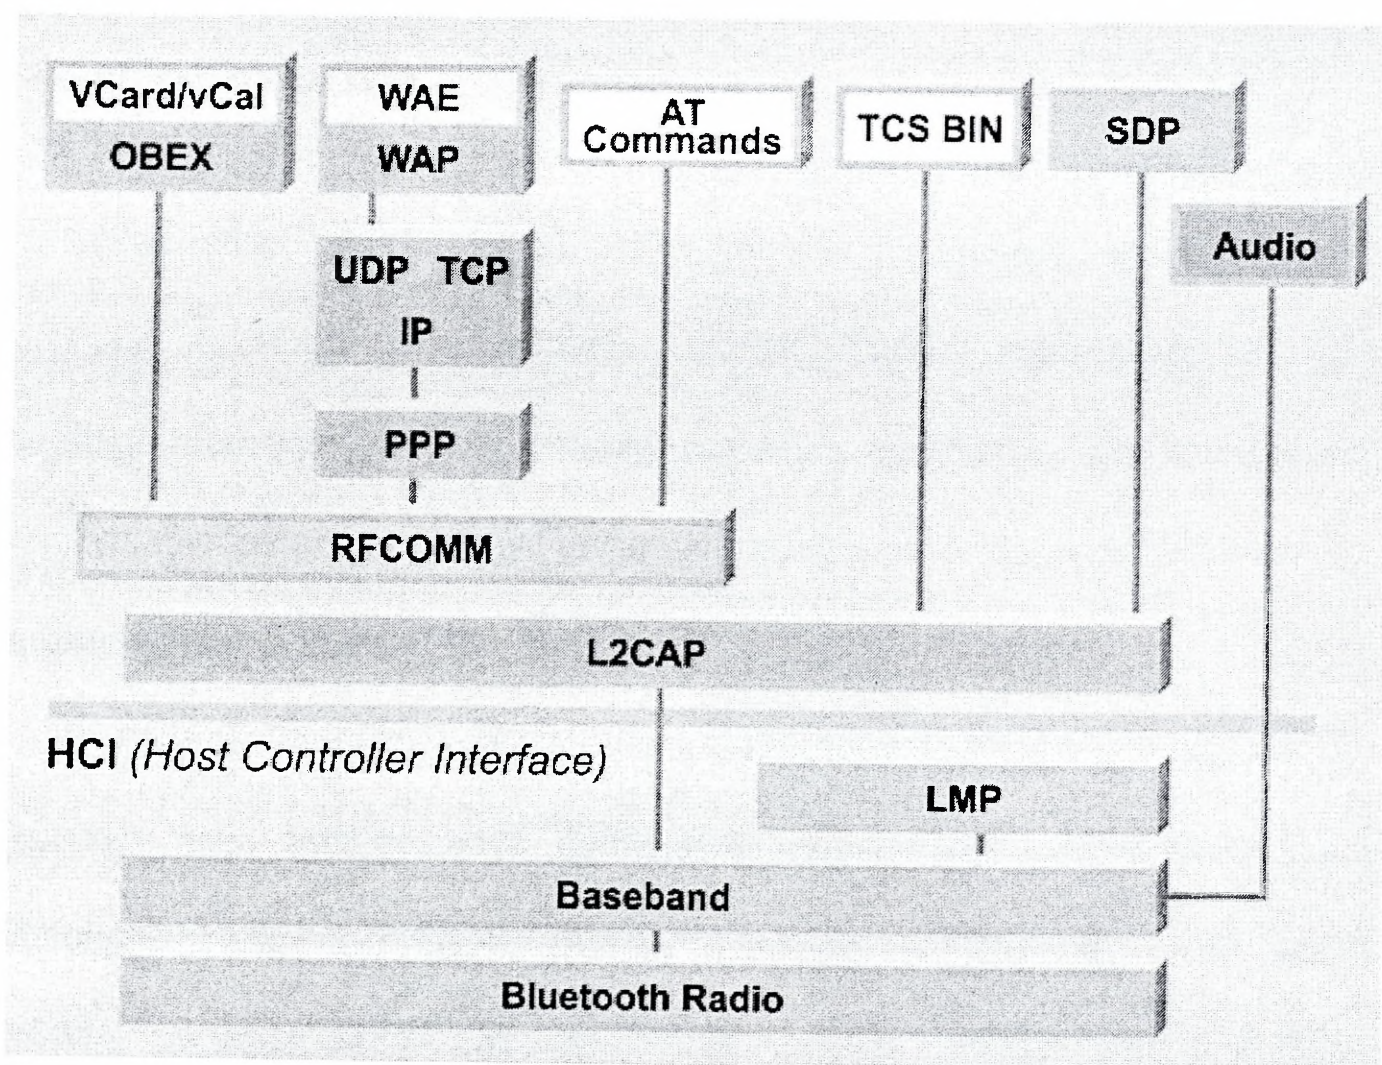 VCard/vCal
OBEX
WAE
WAP
AT
Commands
TCS BIN
SDP
Audio
UDP TCP
IP
PPP
RFCOMM
L2CAP
HCI (Host Controller Interface)
LMP
Baseband
Bluetooth Radio